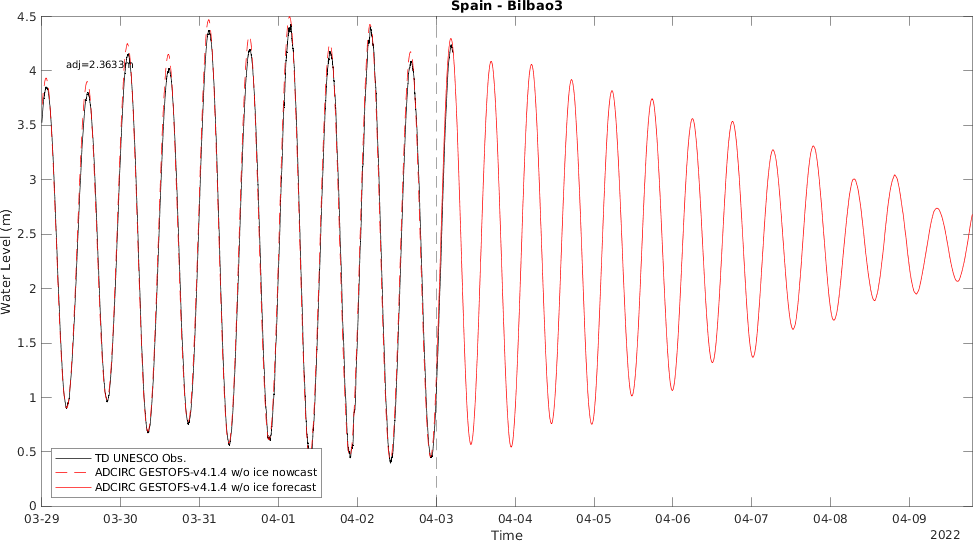 Spain - Bilbao3
4.5
4
3.5
3
2.5
2
1.5
1
0.5
0
Water Level (m)
adj=2.3633m
TD UNESCO Obs.
ADCIRC GESTOFS-v4.1.4 w/o ice nowcast
ADCIRC GESTOFS-v4.1.4 w/o ice forecast
03-29 03-30 03-31 04-01 04-02 04-03 04-04 04-05 04-06 04-07 04-08 04-09
Time
2022